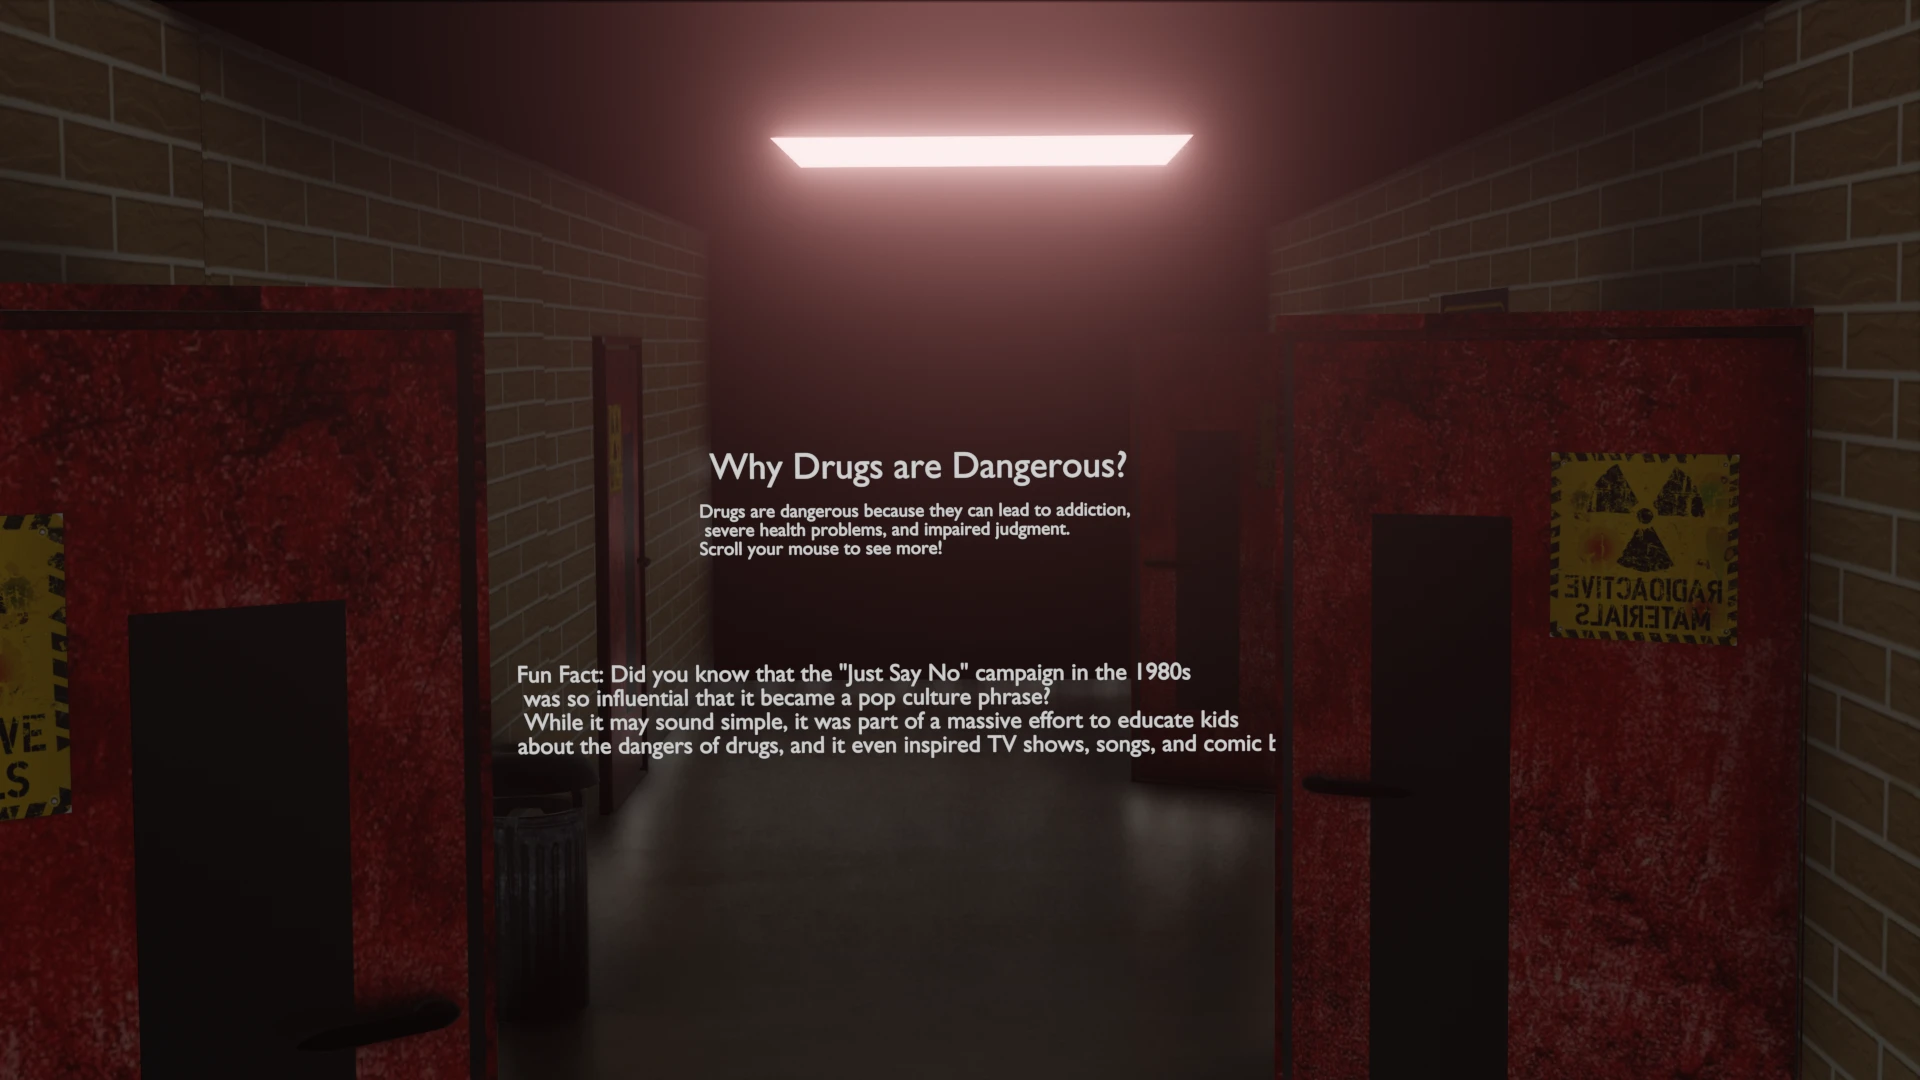 Why Drugs are Dangerous?
Drugs are dangerous because they can lead to addiction,
severe health problems, and impaired judgment.
Scroll your mouse to see more!
RADIOACTIVE
MATERIALS
Fun Fact: Did you know that the "Just Say No" campaign in the 1980s
was so influential that it became a pop culture phrase?
While it may sound simple, it was part of a massive effort to educate kids
about the dangers of drugs, and it even inspired TV shows, songs, and comic b
VE
LS